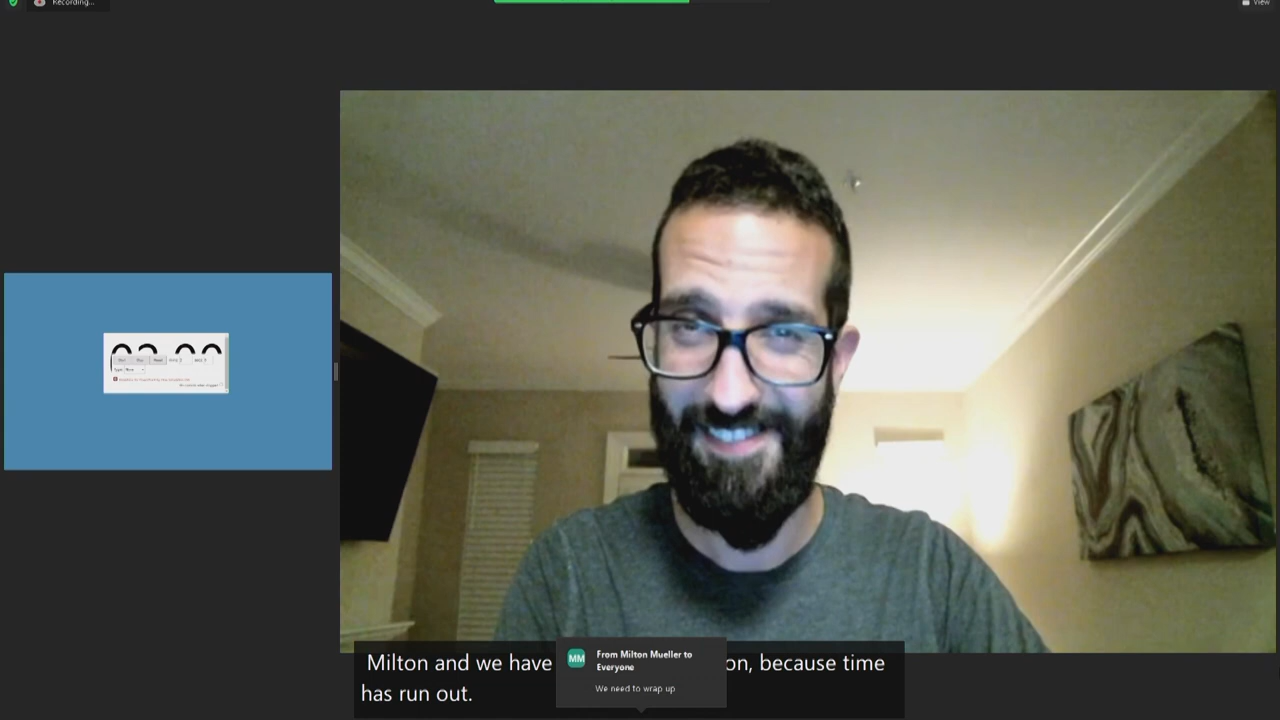 Recording...
View
Milton and we have
on, because time
has run out.
MM
From Milton Mueller to
Everyone
We need to wrap up